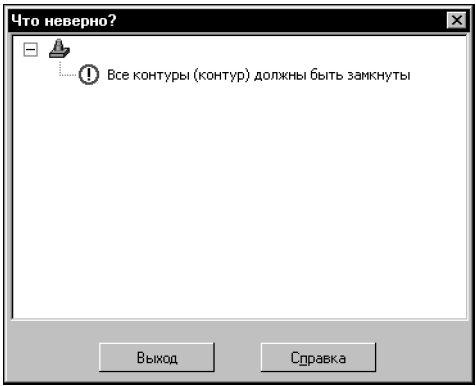 Что неверно?
Все контуры (контур) должны быть замкнуты
Выход
Справка